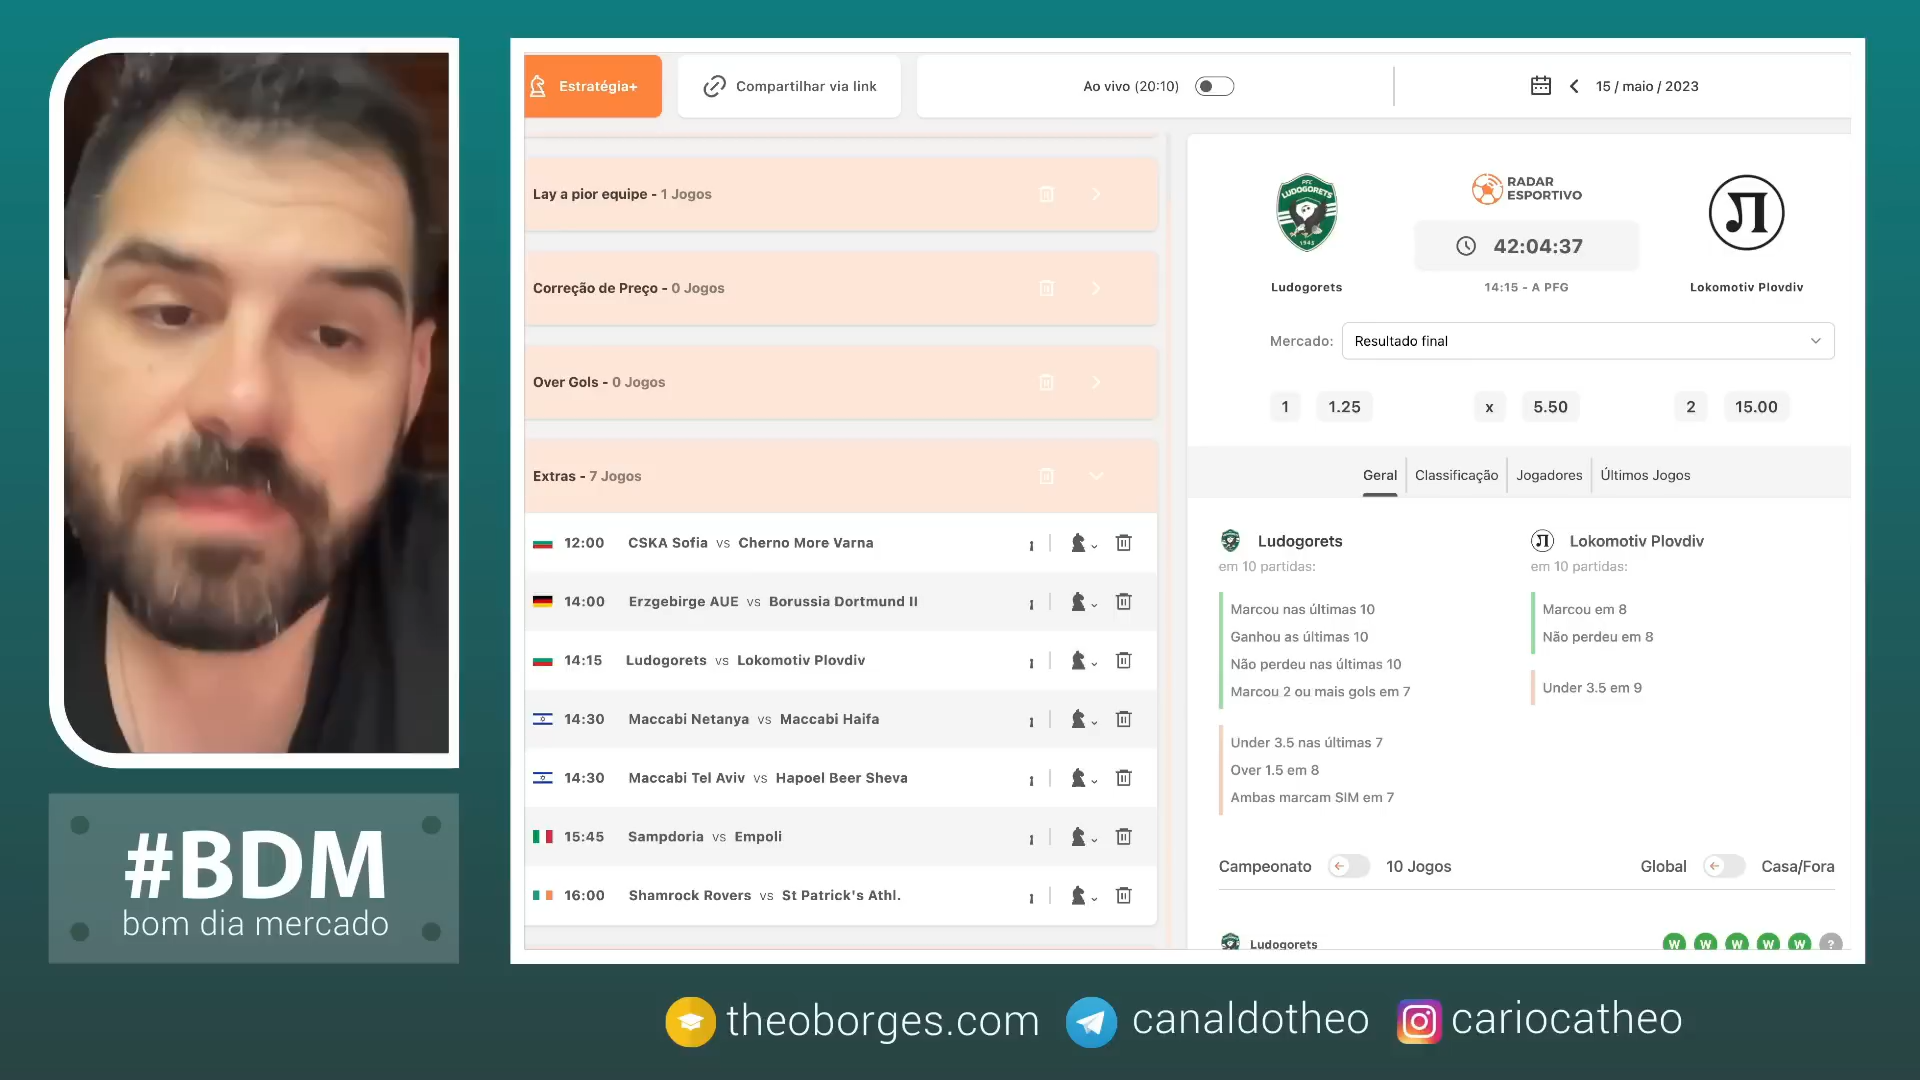 Estratégia+
Compartilhar via link
Ao vivo (20:10)
15 / maio / 2023
Lay a pior equipe - 1 Jogos
Correção de Preço - 0 Jogos
Over Gols - 0 Jogos
Extras - 7 Jogos
12:00 CSKA Sofia vs Cherno More Varna
14:00 Erzgebirge AUE vs Borussia Dortmund II
14:15 Ludogorets vs Lokomotiv Plovdiv
14:30 Maccabi Netanya vs Maccabi Haifa
14:30 Maccabi Tel Aviv vs Hapoel Beer Sheva
15:45 Sampdoria vs Empoli
16:00 Shamrock Rovers vs St Patrick's Athl.
PFC
LUDOGORETS
1945
RADAR
ESPORTIVO
Л
42:04:37
Ludogorets
14:15 - A PFG
Lokomotiv Plovdiv
Mercado: Resultado final
1 1.25 x 5.50 2 15.00
Geral Classificação Jogadores Últimos Jogos
Ludogorets
em 10 partidas:
Marcou nas últimas 10
Ganhou as últimas 10
Não perdeu nas últimas 10
Marcou 2 ou mais gols em 7
Under 3.5 nas últimas 7
Over 1.5 em 8
Ambas marcam SIM em 7
Л Lokomotiv Plovdiv
em 10 partidas:
Marcou em 8
Não perdeu em 8
Under 3.5 em 9
Campeonato 10 Jogos Global Casa/Fora
Ludogorets W W W W W ?
#BDM
bom dia mercado
theoborges.com canaldotheo cariocatheo